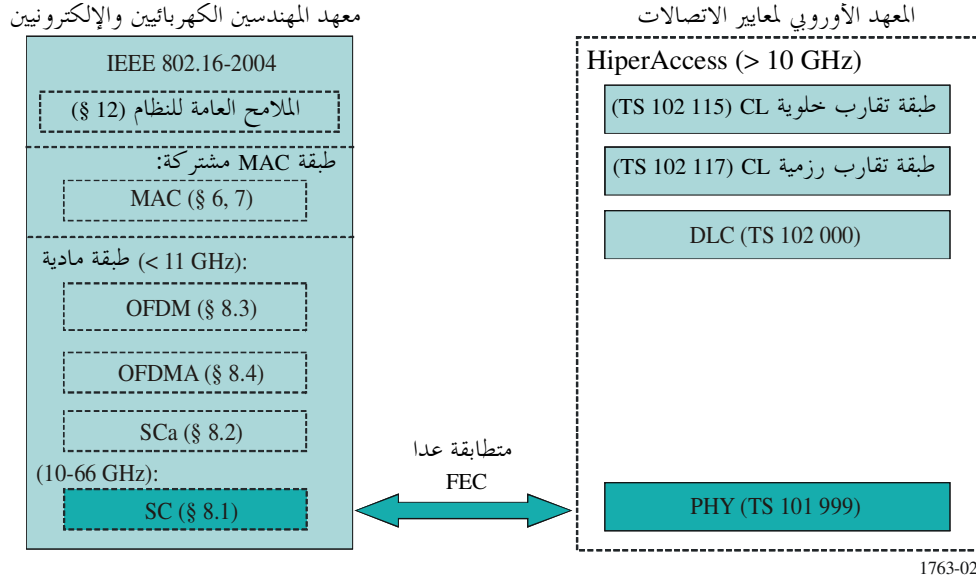 معهد المهندسين الكهربائيين والإلكترونيين
IEEE 802.16-2004
الملامح العامة للنظام (§ 12)
طبقة MAC مشتركة:
MAC (§ 6, 7)
طبقة مادية (< 11 GHz):
OFDM (§ 8.3)
OFDMA (§ 8.4)
SCa (§ 8.2)
(10-66 GHz):
SC (§ 8.1)
متطابقة عدا
FEC
المعهد الأوروبي لمعايير الاتصالات
HiperAccess (> 10 GHz)
طبقة تقارب خلوية CL (TS 102 115)
طبقة تقارب رزمية CL (TS 102 117)
DLC (TS 102 000)
PHY (TS 101 999)
1763-02